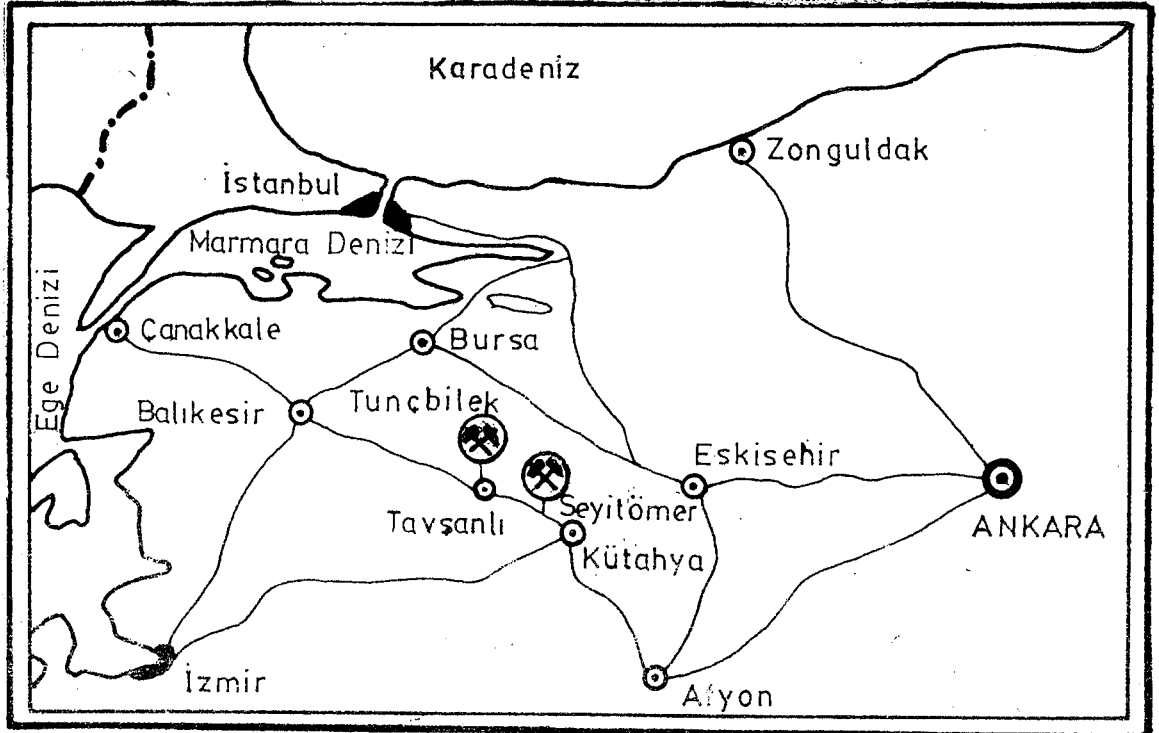 Karadeniz
Zonguldak
İstanbul
Marmara Denizi
Ege Denizi
Çanakkale
Bursa
Balıkesir
Tunçbilek
Eskisehir
Tavşanlı
Seyitömer
ANKARA
Kütahya
İzmir
Afyon